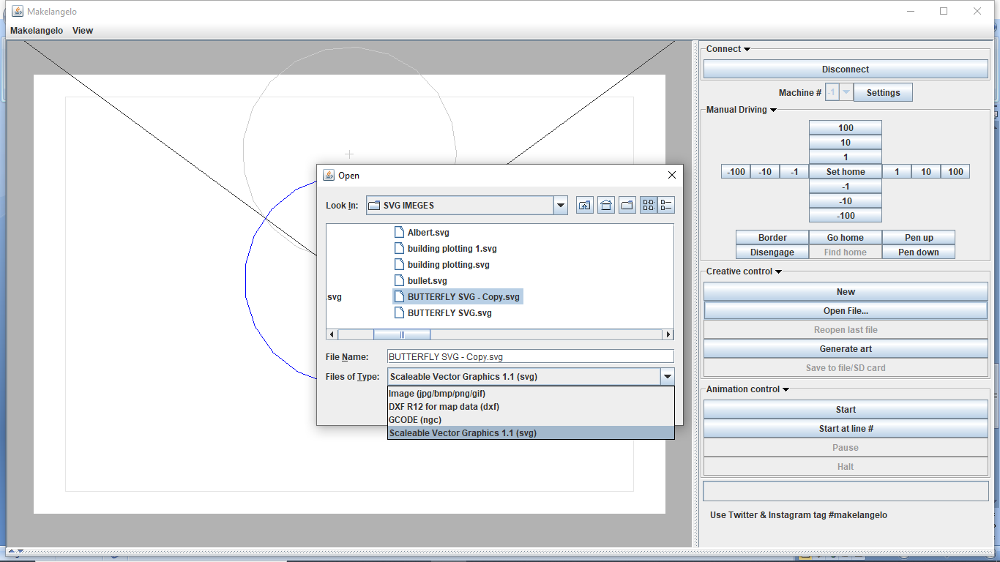 Makelangelo
Makelangelo View
Connect
Disconnect
Machine # -1 Settings
Manual Driving
100
10
1
-100 -10 -1 Set home 1 10 100
-1
-10
-100
Border Go home Pen up
Disengage Find home Pen down
Creative control
New
Open File...
Reopen last file
Generate art
Save to file/SD card
Animation control
Start
Start at line #
Pause
Halt
Use Twitter & Instagram tag #makelangelo
Open
Look In: SVG IMEGES
Albert.svg
building plotting 1.svg
building plotting.svg
bullet.svg
.svg BUTTERFLY SVG - Copy.svg
BUTTERFLY SVG.svg
File Name: BUTTERFLY SVG - Copy.svg
Files of Type: Scaleable Vector Graphics 1.1 (svg)
Image (jpg/bmp/png/gif)
DXF R12 for map data (dxf)
GCODE (ngc)
Scaleable Vector Graphics 1.1 (svg)